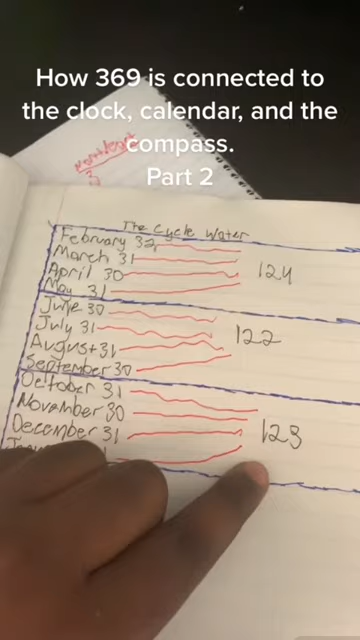 How 369 is connected to
the clock, calendar, and the
compass.
Part 2
3
The Cycle Water
February 32
March 31
April 30
May 31
124
June 30
July 31
August 31
September 30
122
October 31
November 30
December 31
123